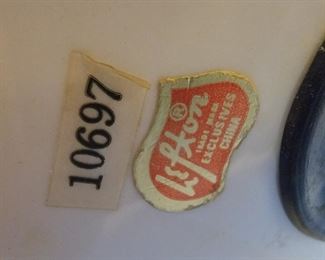 10697
Lefton
®
TRADE MARK
EXCLUSIVES
CHINA